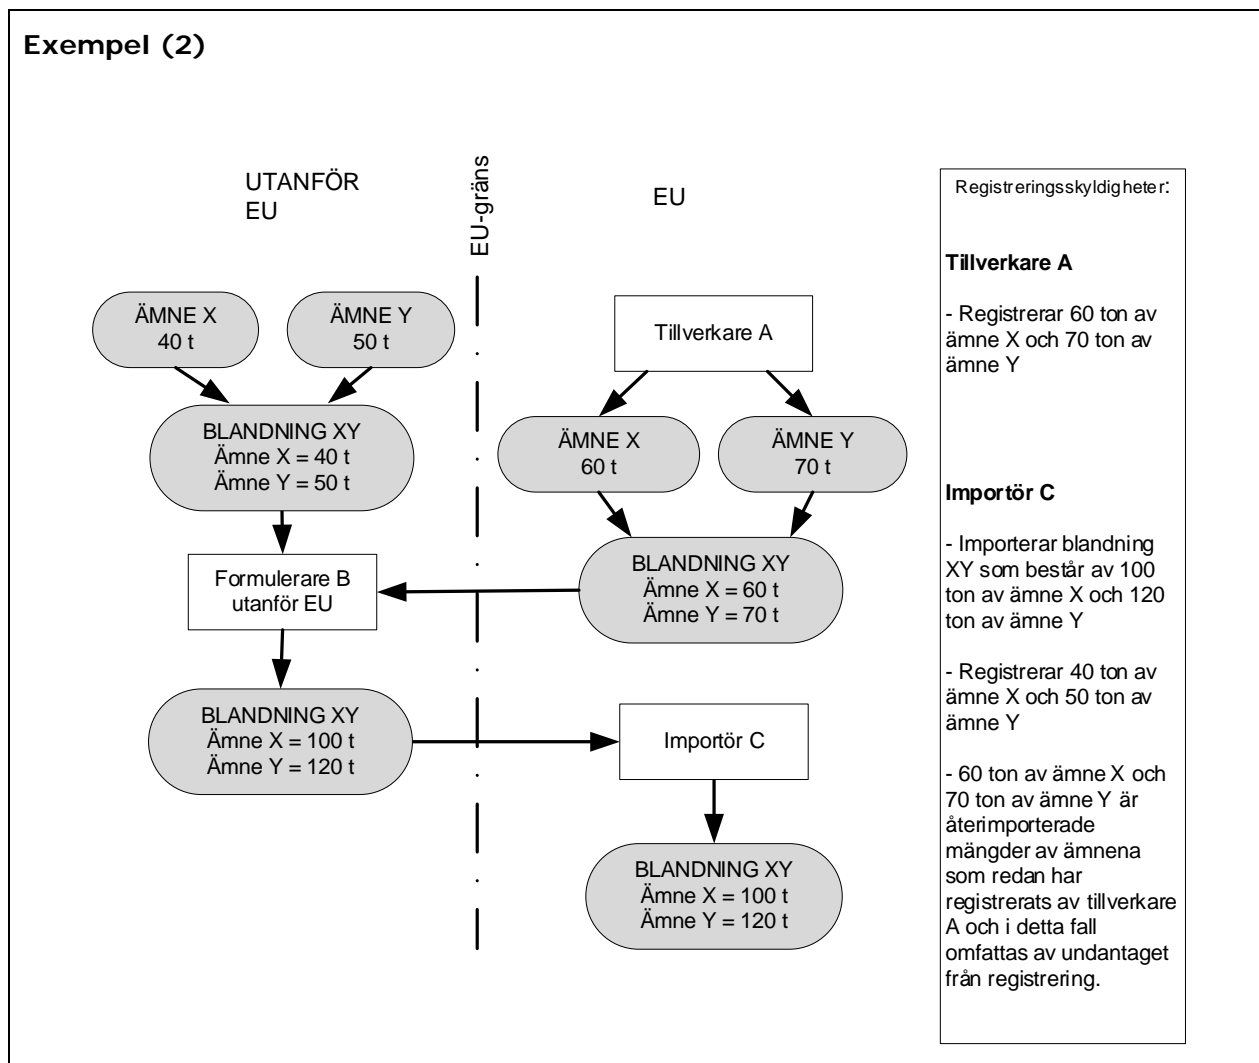 Exempel (2)
UTANFÖR
EU
EU-gräns
EU
ÄMNE X
40 t
ÄMNE Y
50 t
BLANDNING XY
Ämne X = 40 t
Ämne Y = 50 t
Formulerare B
utanför EU
BLANDNING XY
Ämne X = 100 t
Ämne Y = 120 t
Tillverkare A
ÄMNE X
60 t
ÄMNE Y
70 t
BLANDNING XY
Ämne X = 60 t
Ämne Y = 70 t
Importör C
BLANDNING XY
Ämne X = 100 t
Ämne Y = 120 t
Registreringsskyldigheter:
Tillverkare A
- Registrerar 60 ton av
ämne X och 70 ton av
ämne Y
Importör C
- Importerar blandning
XY som består av 100
ton av ämne X och 120
ton av ämne Y
- Registrerar 40 ton av
ämne X och 50 ton av
ämne Y
- 60 ton av ämne X och
70 ton av ämne Y är
återimporterade
mängder av ämnena
som redan har
registrerats av tillverkare
A och i detta fall
omfattas av undantaget
från registrering.